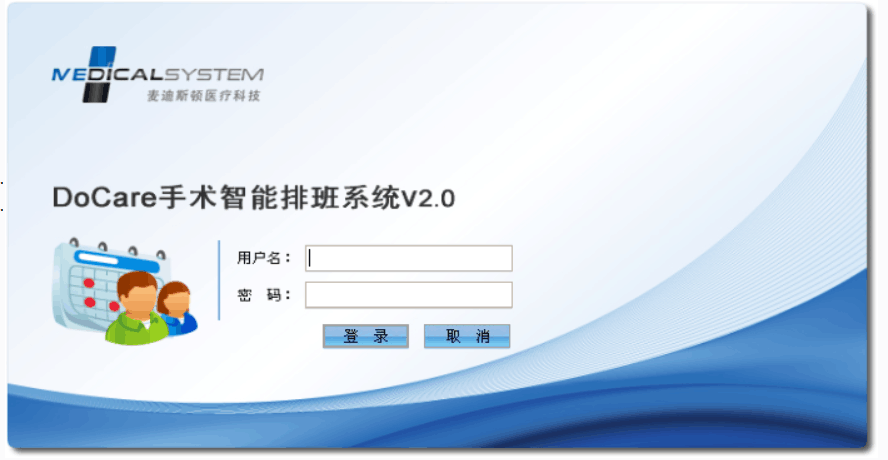 MEDICALSYSTEM
麦迪斯顿医疗科技
DoCare手术智能排班系统V2.0
用户名：
密 码：
登 录
取 消